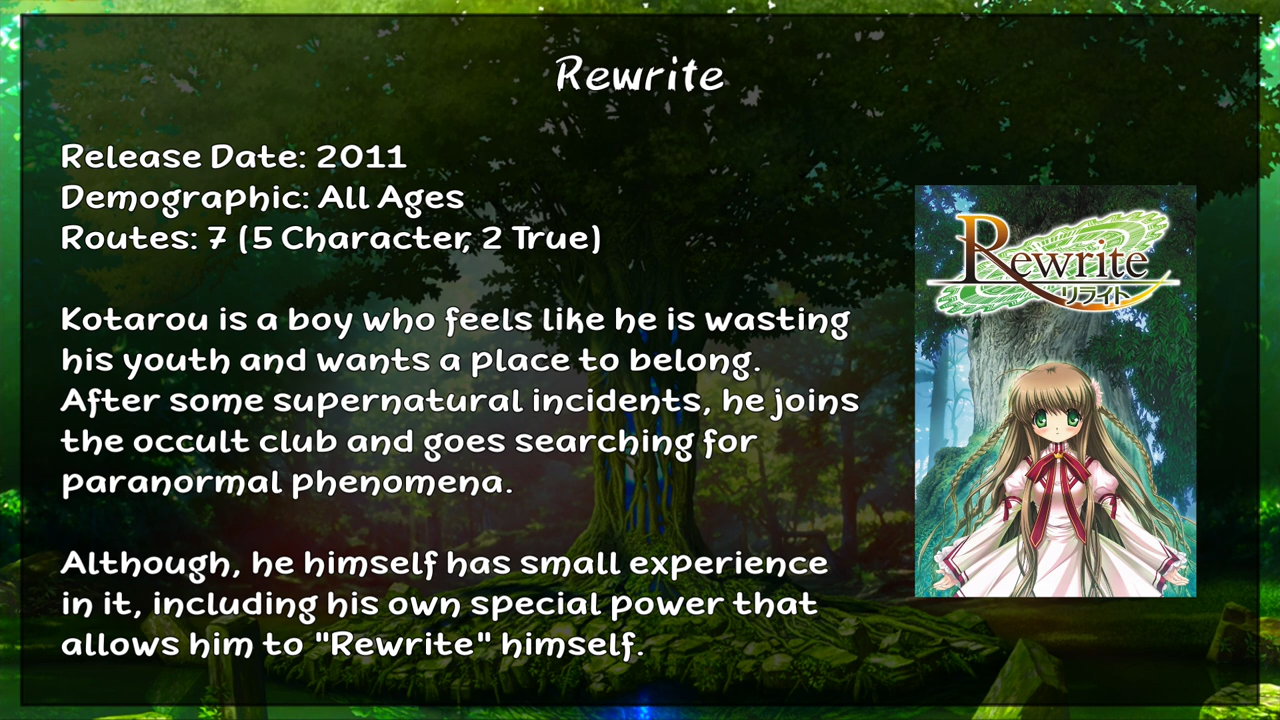 Rewrite
Release Date: 2011
Demographic: All Ages
Routes: 7 (5 Character, 2 True)
Kotarou is a boy who feels like he is wasting
his youth and wants a place to belong.
After some supernatural incidents, he joins
the occult club and goes searching for
paranormal phenomena.
Although, he himself has small experience
in it, including his own special power that
allows him to "Rewrite" himself.
Rewrite
リライト